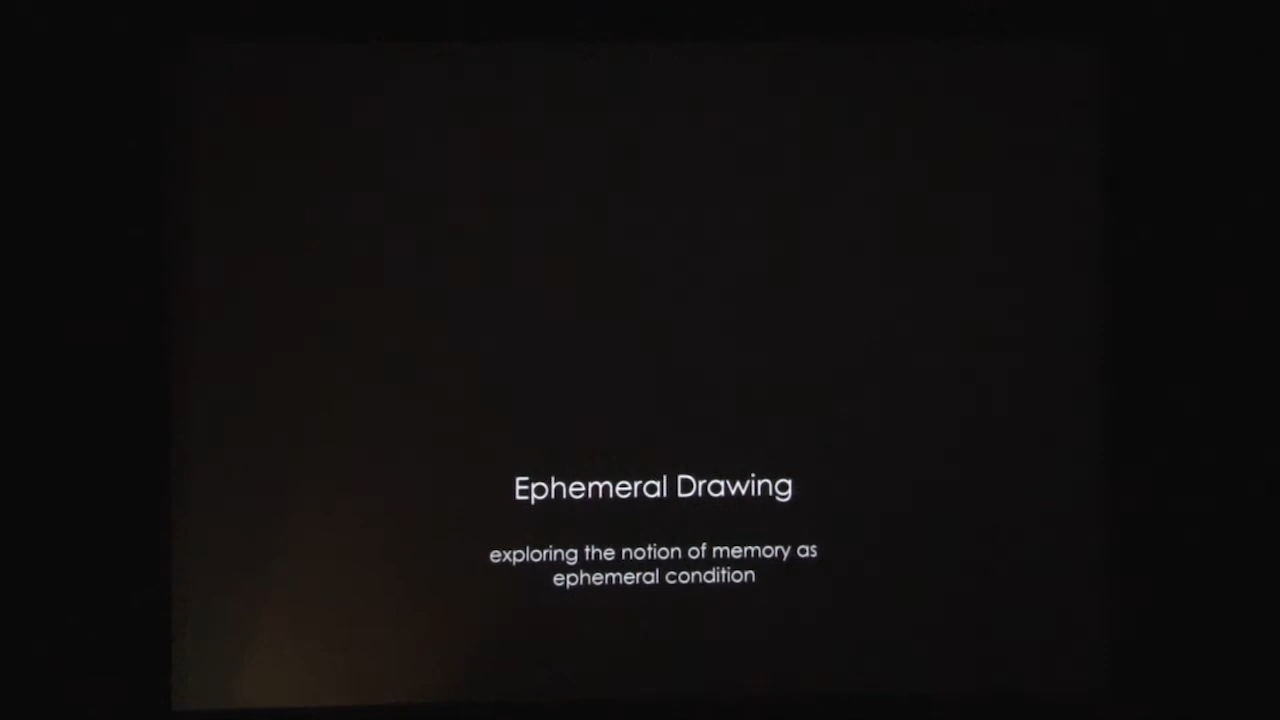 Ephemeral Drawing
exploring the notion of memory as
ephemeral condition